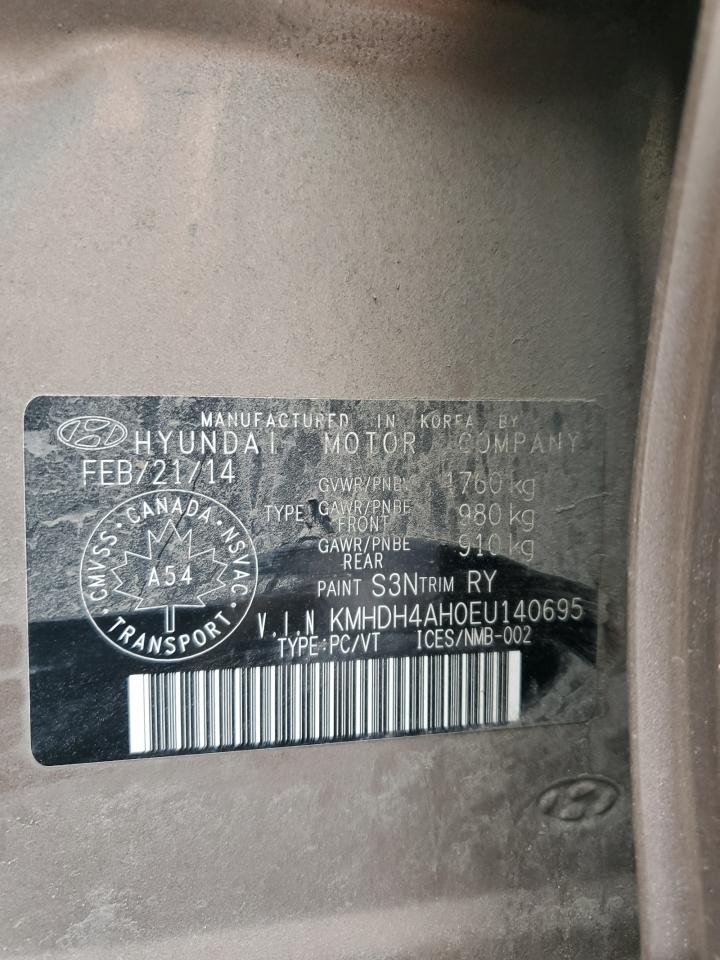 MANUFACTURED IN KOREA BY
HYUNDAI MOTOR COMPANY
FEB/21/14
GVWR/PNBV 1760 kg
TYPE GAWR/PNBE FRONT 980 kg
GAWR/PNBE REAR 910 kg
PAINT S3N TRIM RY
V.I.N KMHDH4AH0EU140695
TYPE:PC/VT ICES/NMB-002
CMVSS · CANADA · NSVAC · TRANSPORT ·
A54